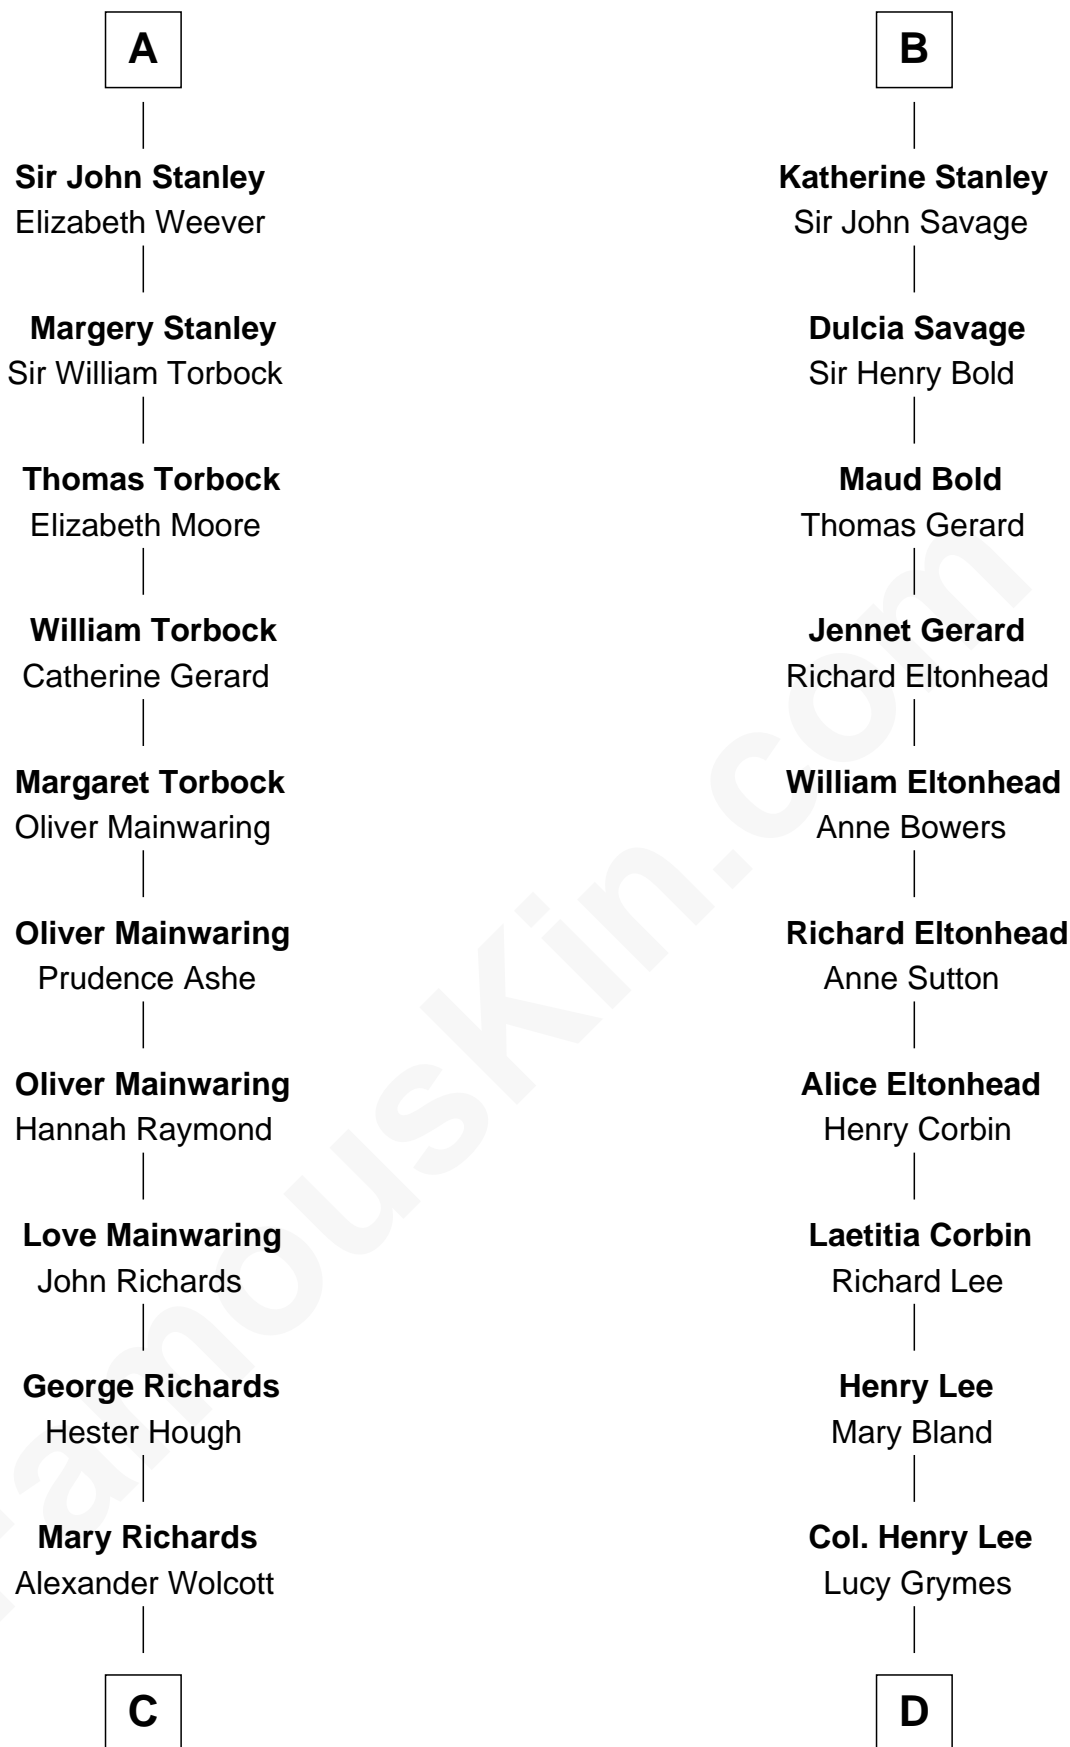 A
Sir John Stanley
Elizabeth Weever
Margery Stanley
Sir William Torbock
Thomas Torbock
Elizabeth Moore
William Torbock
Catherine Gerard
Margaret Torbock
Oliver Mainwaring
Oliver Mainwaring
Prudence Ashe
Oliver Mainwaring
Hannah Raymond
Love Mainwaring
John Richards
George Richards
Hester Hough
Mary Richards
Alexander Wolcott
C
B
Katherine Stanley
Sir John Savage
Dulcia Savage
Sir Henry Bold
Maud Bold
Thomas Gerard
Jennet Gerard
Richard Eltonhead
William Eltonhead
Anne Bowers
Richard Eltonhead
Anne Sutton
Alice Eltonhead
Henry Corbin
Laetitia Corbin
Richard Lee
Henry Lee
Mary Bland
Col. Henry Lee
Lucy Grymes
D
FamousKin.com